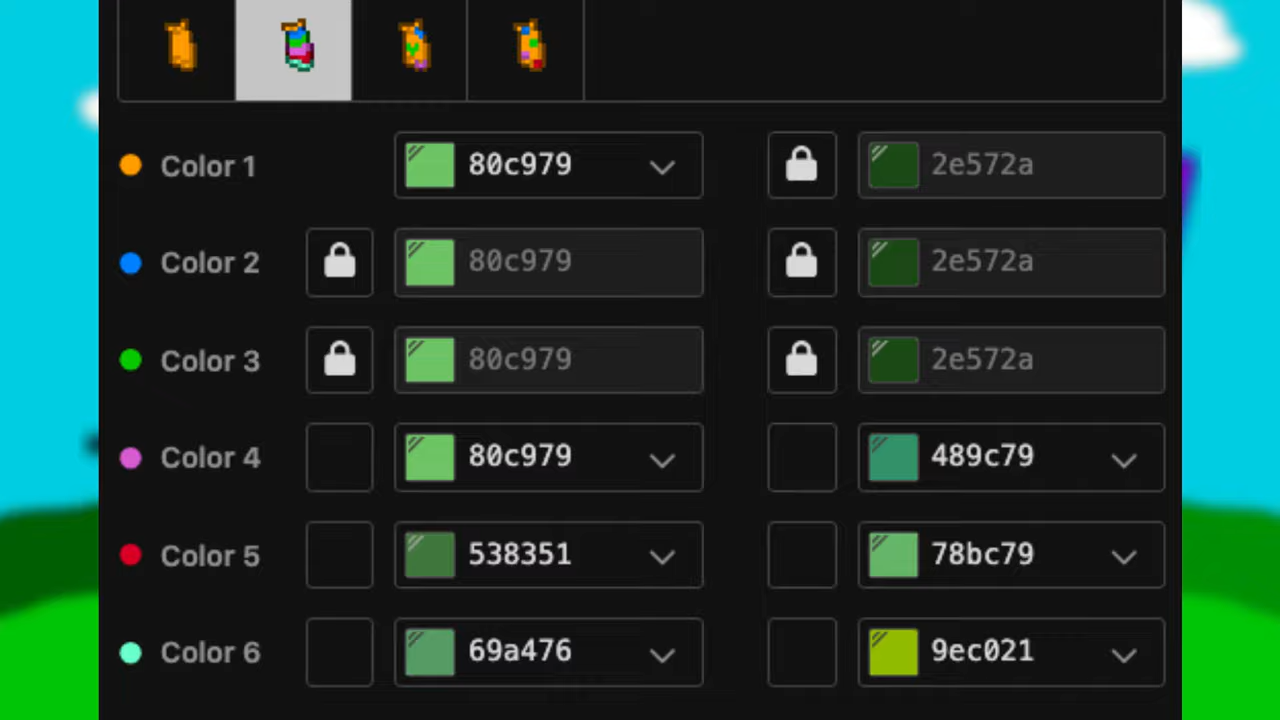 Color 1 80c979 2e572a
Color 2 80c979 2e572a
Color 3 80c979 2e572a
Color 4 80c979 489c79
Color 5 538351 78bc79
Color 6 69a476 9ec021